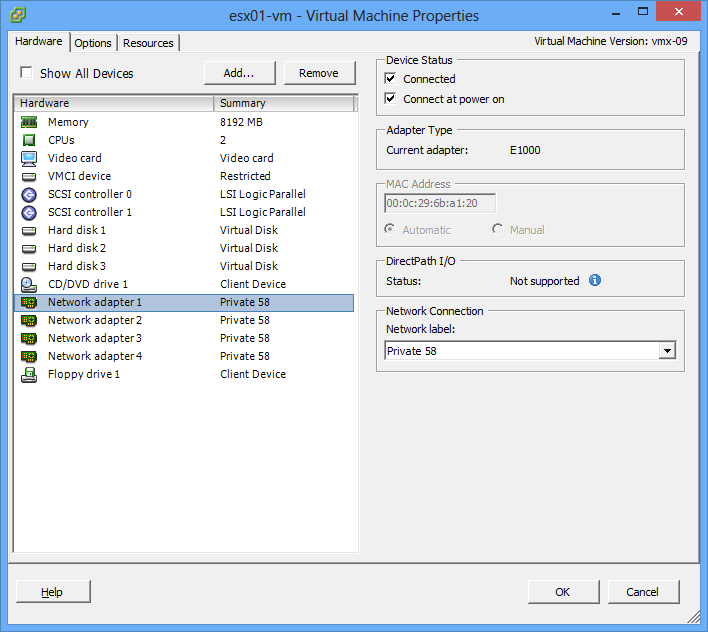 esx01-vm - Virtual Machine Properties
Hardware Options Resources Virtual Machine Version: vmx-09
Show All Devices Add... Remove
Hardware Summary
Memory 8192 MB
CPUs 2
Video card Video card
VMCI device Restricted
SCSI controller 0 LSI Logic Parallel
SCSI controller 1 LSI Logic Parallel
Hard disk 1 Virtual Disk
Hard disk 2 Virtual Disk
Hard disk 3 Virtual Disk
CD/DVD drive 1 Client Device
Network adapter 1 Private 58
Network adapter 2 Private 58
Network adapter 3 Private 58
Network adapter 4 Private 58
Floppy drive 1 Client Device
Device Status
Connected
Connect at power on
Adapter Type
Current adapter: E1000
MAC Address
00:0c:29:6b:a1:20
Automatic Manual
DirectPath I/O
Status: Not supported
Network Connection
Network label:
Private 58
Help OK Cancel